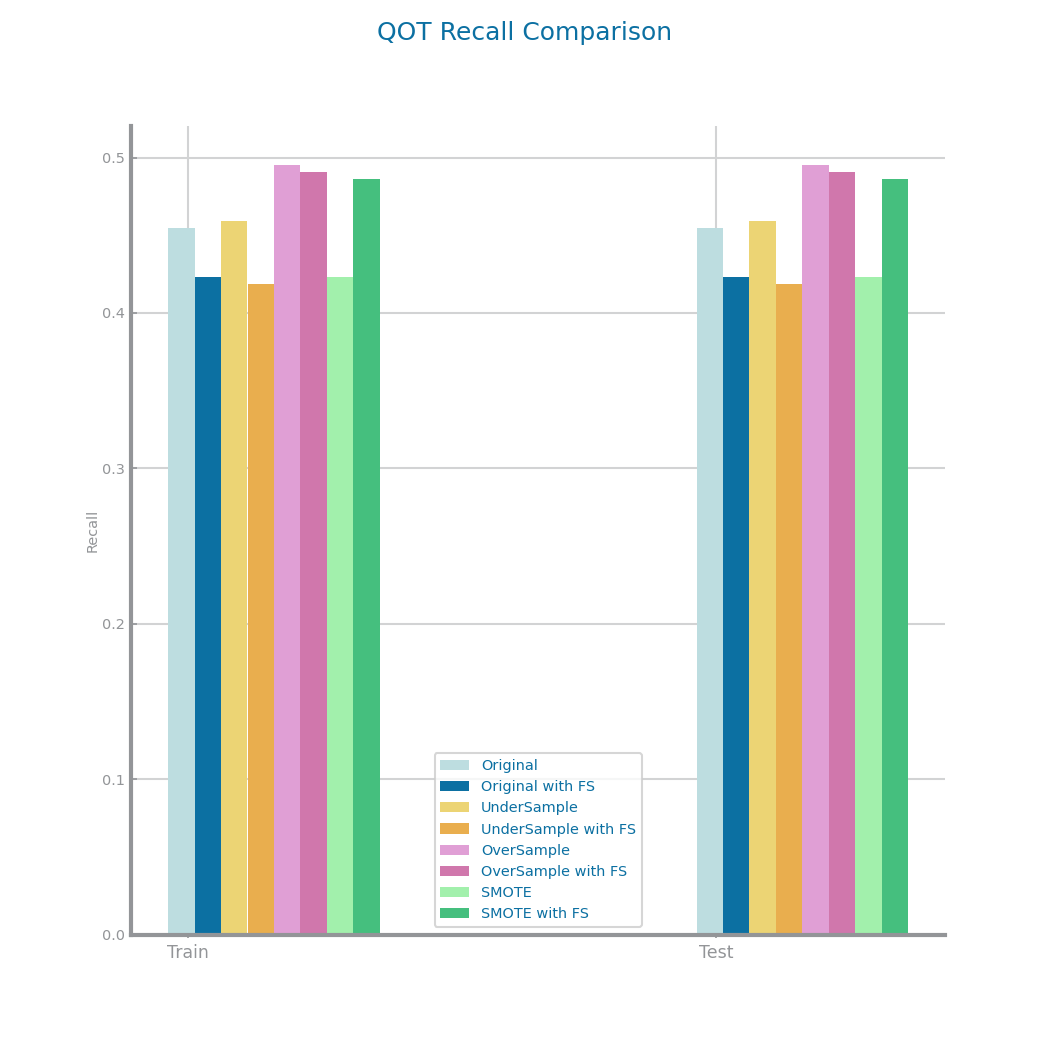 QOT Recall Comparison
0.5
0.4
0.3
0.2
0.1
0.0
Recall
Train
Test
Original
Original with FS
UnderSample
UnderSample with FS
OverSample
OverSample with FS
SMOTE
SMOTE with FS